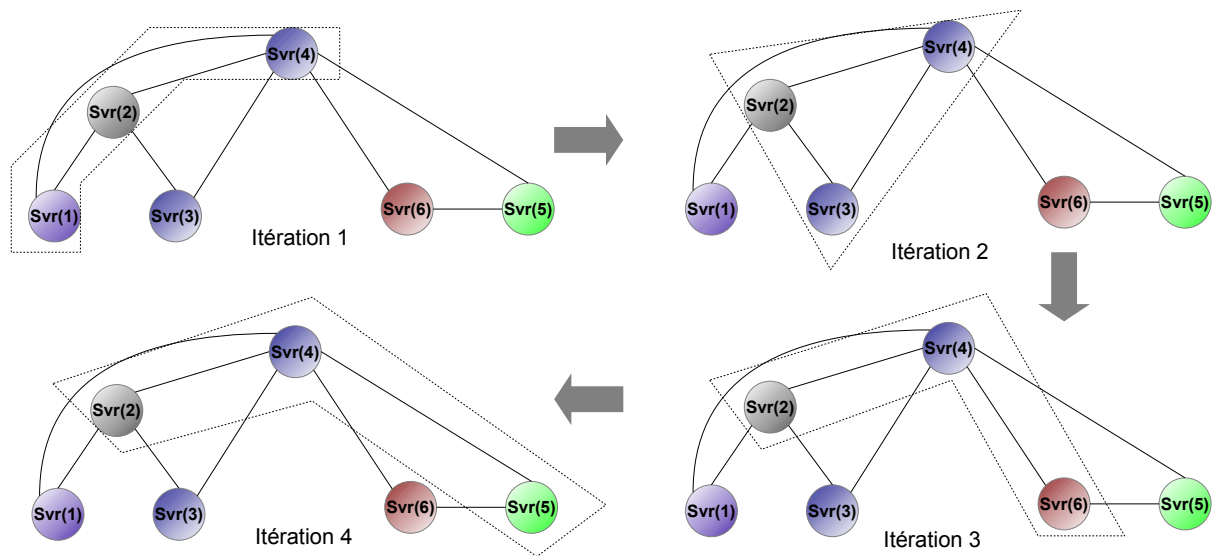 Svr(4)
Svr(2)
Svr(1)
Svr(3)
Svr(6)
Svr(5)
Itération 1
Svr(4)
Svr(2)
Svr(1)
Svr(3)
Svr(6)
Svr(5)
Itération 2
Svr(4)
Svr(2)
Svr(1)
Svr(3)
Svr(6)
Svr(5)
Itération 4
Svr(4)
Svr(2)
Svr(1)
Svr(3)
Svr(6)
Svr(5)
Itération 3